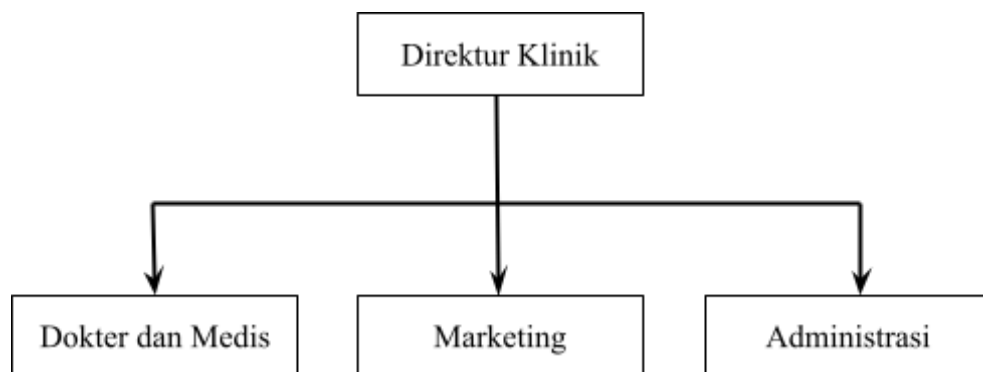 Direktur Klinik
Dokter dan Medis
Marketing
Administrasi